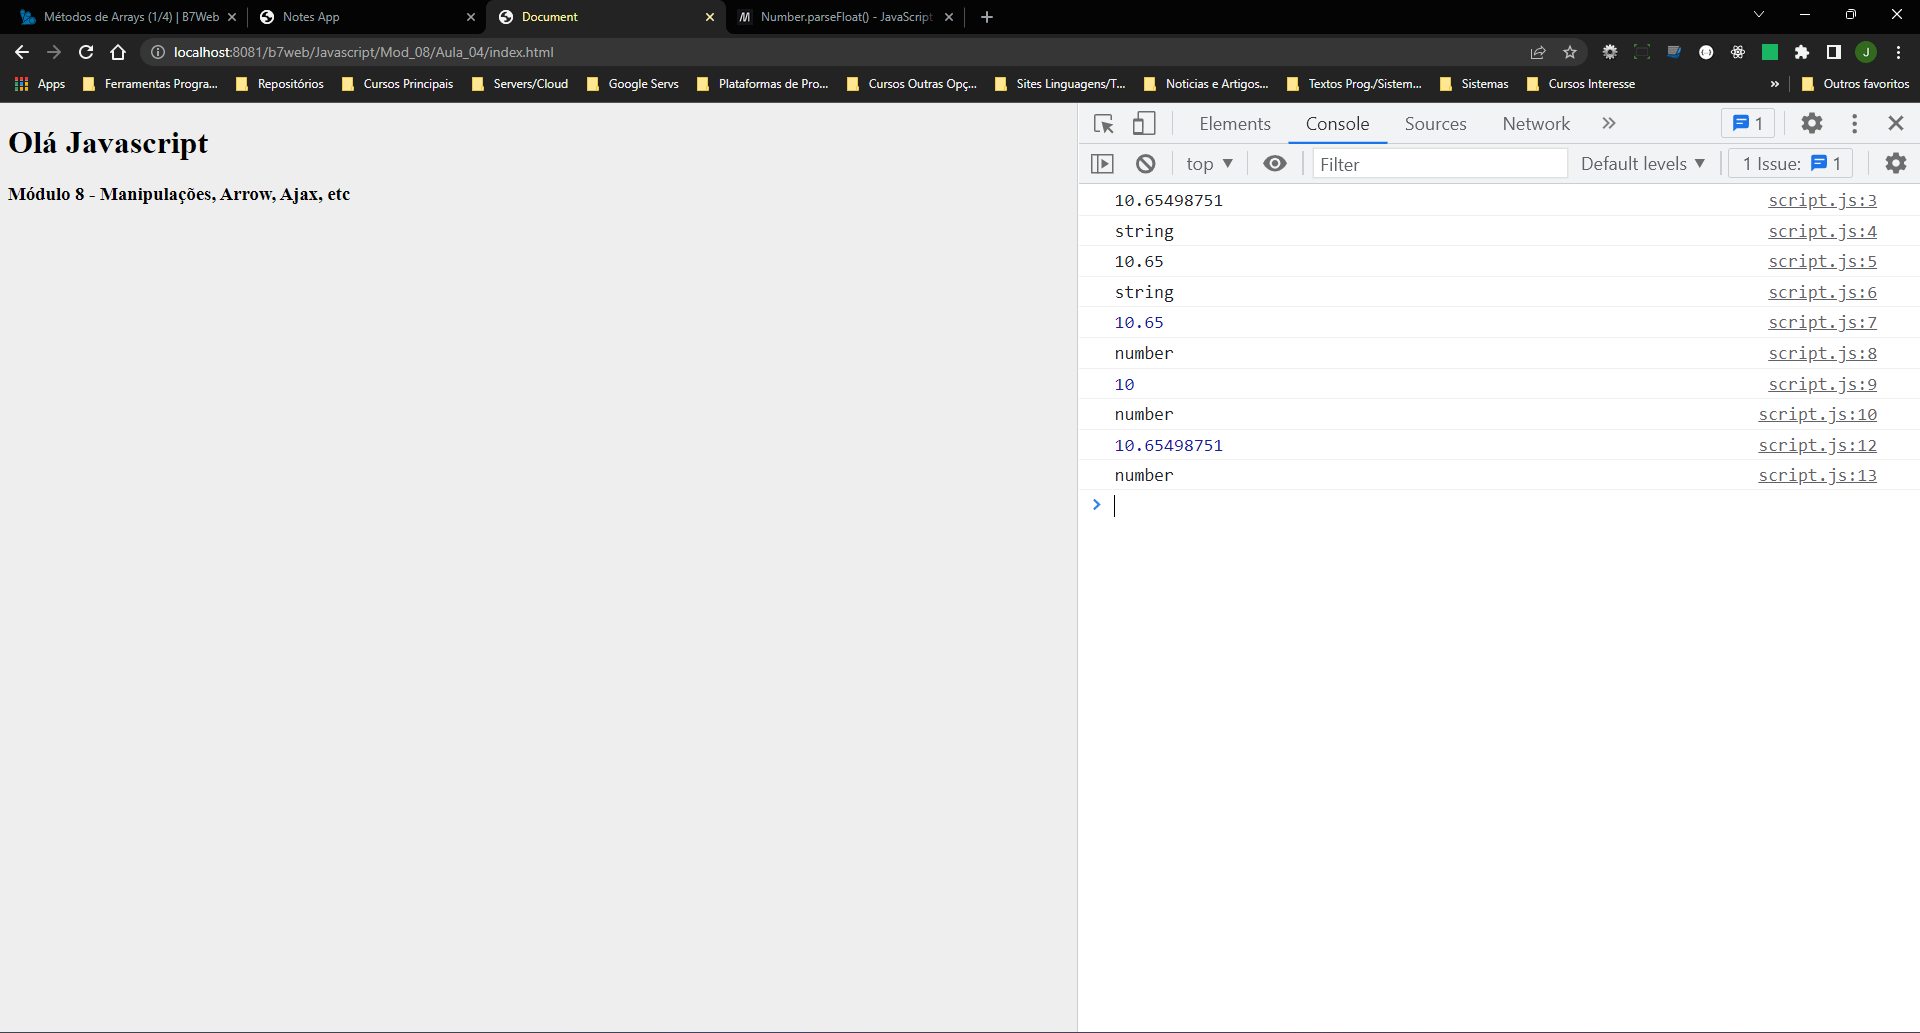 Métodos de Arrays (1/4) | B7Web
Notes App
Document
Number.parseFloat() - JavaScript
localhost:8081/b7web/Javascript/Mod_08/Aula_04/index.html
J
Apps
Ferramentas Progra...
Repositórios
Cursos Principais
Servers/Cloud
Google Servs
Plataformas de Pro...
Cursos Outras Opç...
Sites Linguagens/T...
Noticias e Artigos...
Textos Prog./Sistem...
Sistemas
Cursos Interesse
»
Outros favoritos
Olá Javascript
Módulo 8 - Manipulações, Arrow, Ajax, etc
Elements
Console
Sources
Network
»
1
top
Filter
Default levels
1 Issue: 1
10.65498751 script.js:3
string script.js:4
10.65 script.js:5
string script.js:6
10.65 script.js:7
number script.js:8
10 script.js:9
number script.js:10
10.65498751 script.js:12
number script.js:13